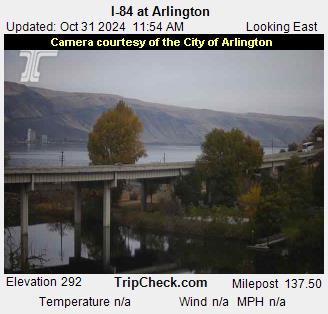 I-84 at Arlington
Updated: Oct 31 2024 11:54 AM Looking East
Camera courtesy of the City of Arlington
Elevation 292 TripCheck.com Milepost 137.50
Temperature n/a Wind n/a MPH n/a